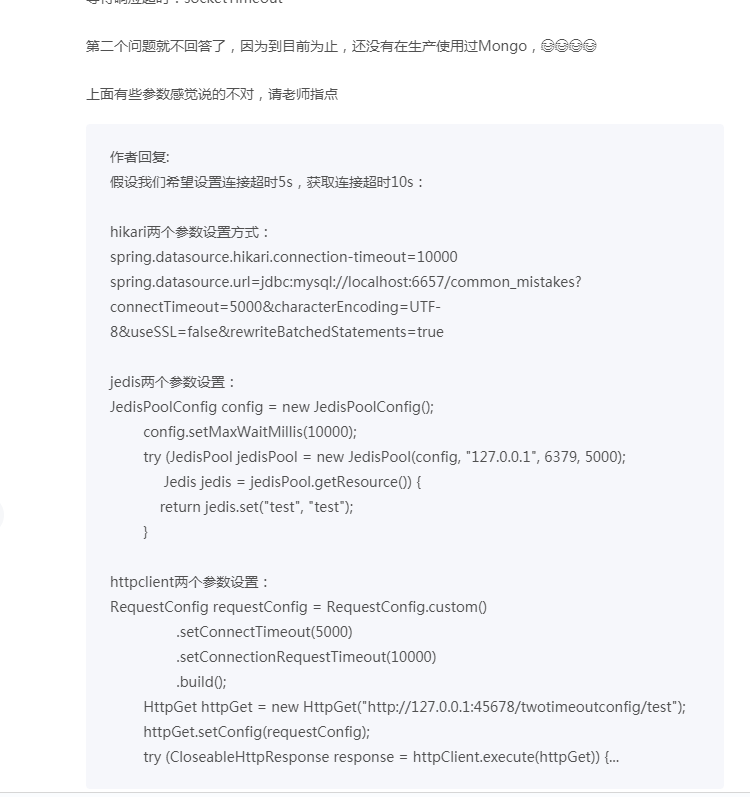 等待响应超时：socketTimeout
第二个问题就不回答了，因为到目前为止，还没有在生产使用过Mongo，😂😂😂😂
上面有些参数感觉说的不对，请老师指点
作者回复:
假设我们希望设置连接超时5s，获取连接超时10s：
hikari两个参数设置方式：
spring.datasource.hikari.connection-timeout=10000
spring.datasource.url=jdbc:mysql://localhost:6657/common_mistakes?
connectTimeout=5000&characterEncoding=UTF-
8&useSSL=false&rewriteBatchedStatements=true
jedis两个参数设置：
JedisPoolConfig config = new JedisPoolConfig();
config.setMaxWaitMillis(10000);
try (JedisPool jedisPool = new JedisPool(config, "127.0.0.1", 6379, 5000);
Jedis jedis = jedisPool.getResource()) {
return jedis.set("test", "test");
}
httpclient两个参数设置：
RequestConfig requestConfig = RequestConfig.custom()
.setConnectTimeout(5000)
.setConnectionRequestTimeout(10000)
.build();
HttpGet httpGet = new HttpGet("http://127.0.0.1:45678/twotimeoutconfig/test");
httpGet.setConfig(requestConfig);
try (CloseableHttpResponse response = httpClient.execute(httpGet)) {...